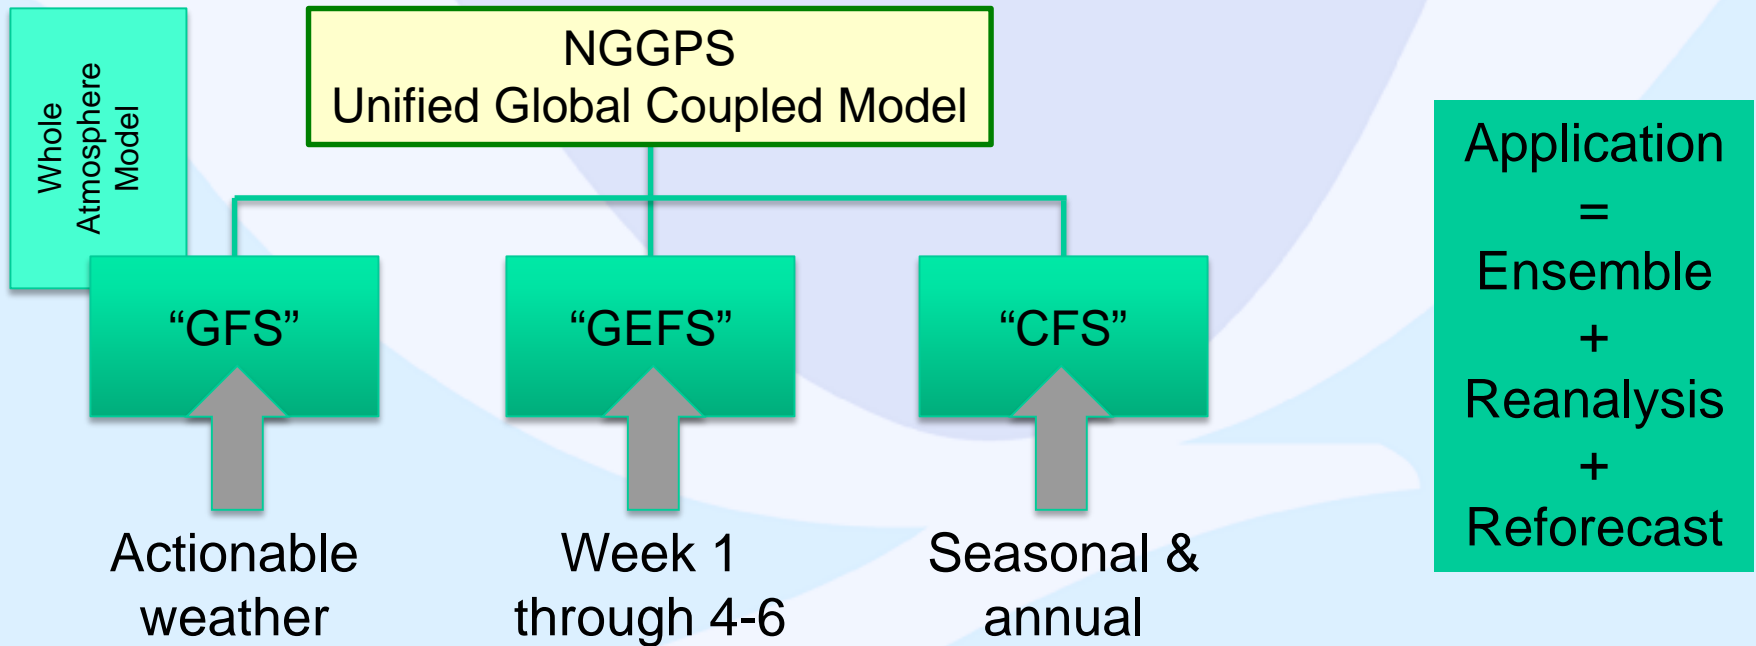 Whole
Atmosphere
Model
NGGPS
Unified Global Coupled Model
“GFS”
“GEFS”
“CFS”
Actionable
weather
Week 1
through 4-6
Seasonal &
annual
Application
=
Ensemble
+
Reanalysis
+
Reforecast